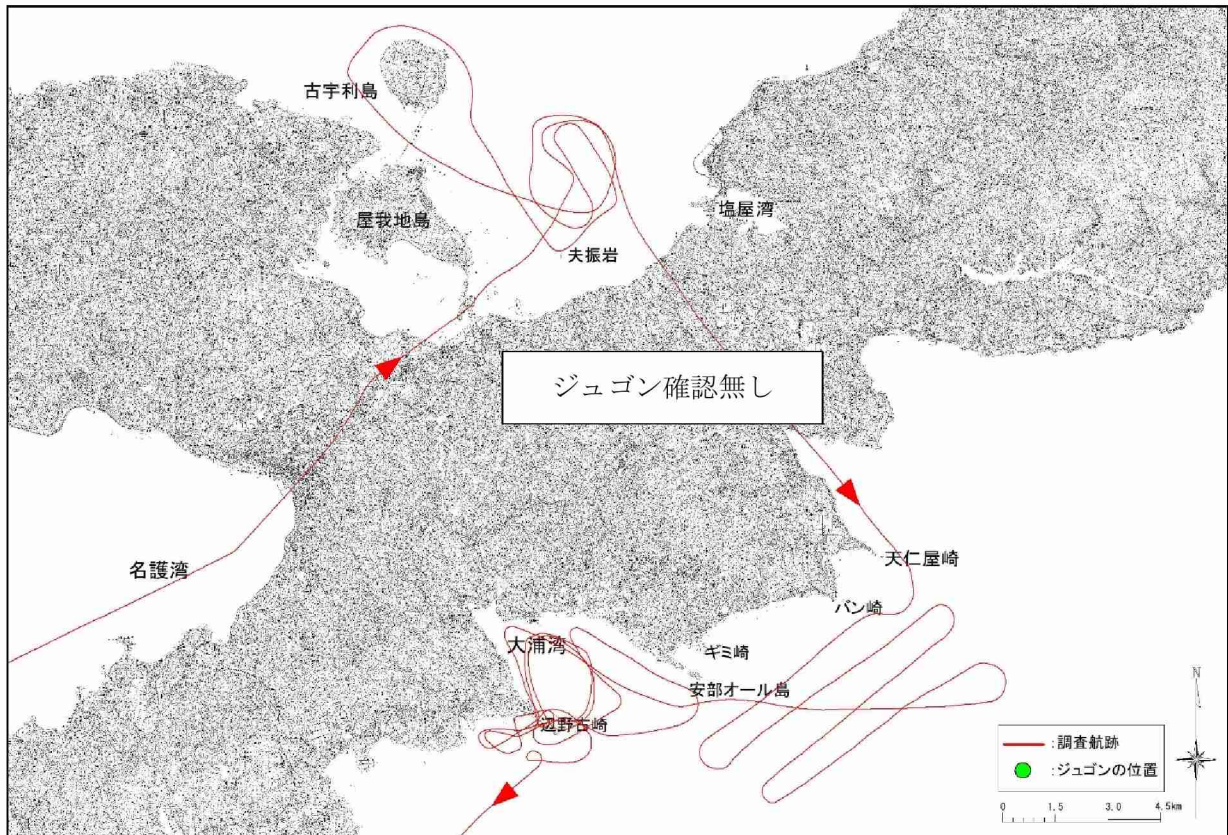 古宇利島
屋我地島
塩屋湾
夫振岩
ジュゴン確認無し
名護湾
天仁屋崎
バン崎
大浦湾
ギミ崎
安部オール島
辺野古崎
N
:調査航跡
:ジュゴンの位置
0 1.5 3.0 4.5km